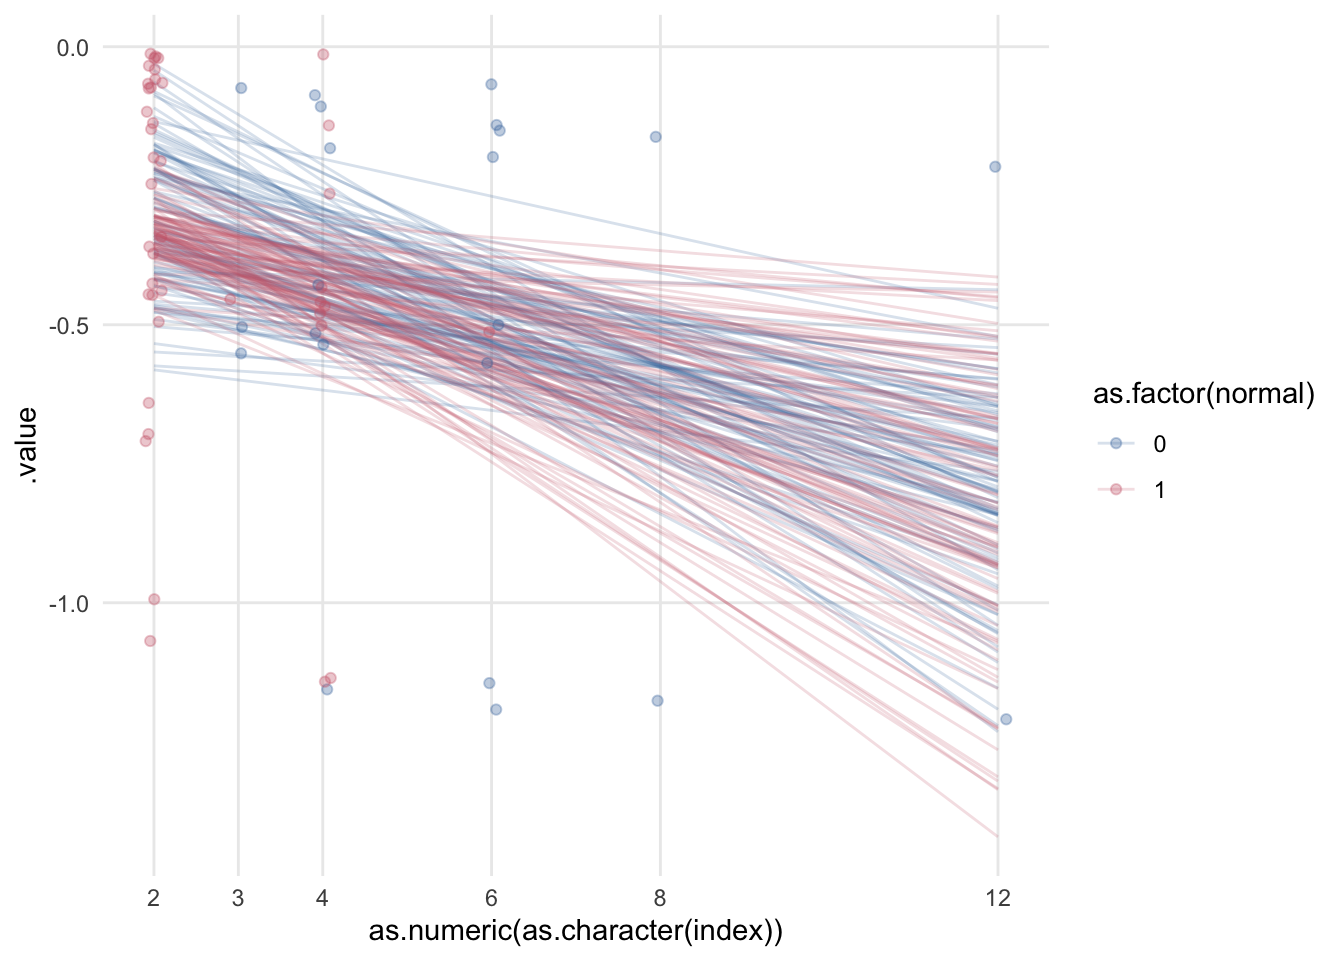 0.0
-0.5
-1.0
.value
2 3 4 6 8 12
as.numeric(as.character(index))
as.factor(normal)
0
1